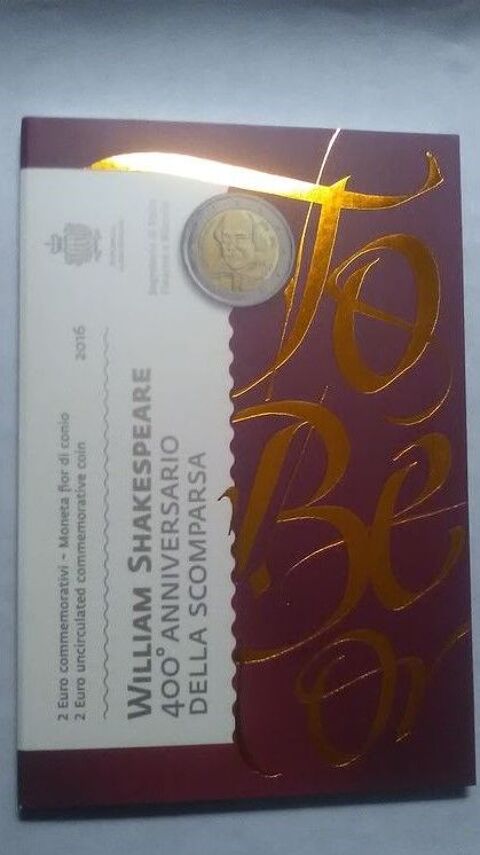 2 Euro commemorativi - Moneta fior di conio
2 Euro uncirculated commemorative coin
2016
WILLIAM SHAKESPEARE
400° ANNIVERSARIO
DELLA SCOMPARSA
To
Be
Or